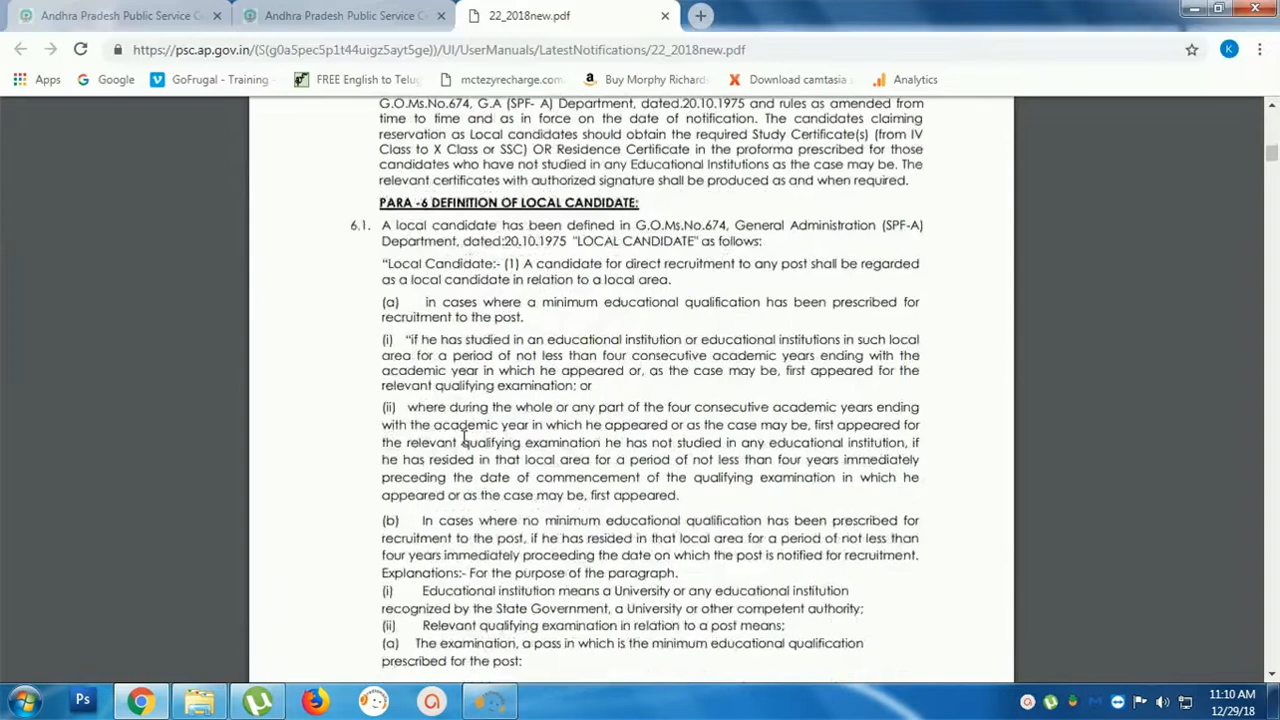 Andhra Pradesh Public Service C
Andhra Pradesh Public Service C
22_2018new.pdf
https://psc.ap.gov.in/(S(g0a5pec5p1t44uigz5ayt5ge))/UI/UserManuals/LatestNotifications/22_2018new.pdf
K
Apps
Google
GoFrugal - Training
FREE English to Telug
mctezyrecharge.com
Buy Morphy Richard
Download camtasia
Analytics
G.O.Ms.No.674, G.A (SPF- A) Department, dated.20.10.1975 and rules as amended from
time to time and as in force on the date of notification. The candidates claiming
reservation as Local candidates should obtain the required Study Certificate(s) (from IV
Class to X Class or SSC) OR Residence Certificate in the proforma prescribed for those
candidates who have not studied in any Educational Institutions as the case may be. The
relevant certificates with authorized signature shall be produced as and when required.
PARA -6 DEFINITION OF LOCAL CANDIDATE:
6.1. A local candidate has been defined in G.O.Ms.No.674, General Administration (SPF-A)
Department, dated:20.10.1975 "LOCAL CANDIDATE" as follows:
“Local Candidate:- (1) A candidate for direct recruitment to any post shall be regarded
as a local candidate in relation to a local area.
(a) in cases where a minimum educational qualification has been prescribed for
recruitment to the post.
(i) “if he has studied in an educational institution or educational institutions in such local
area for a period of not less than four consecutive academic years ending with the
academic year in which he appeared or, as the case may be, first appeared for the
relevant qualifying examination; or
(ii) where during the whole or any part of the four consecutive academic years ending
with the academic year in which he appeared or as the case may be, first appeared for
the relevant qualifying examination he has not studied in any educational institution, if
he has resided in that local area for a period of not less than four years immediately
preceding the date of commencement of the qualifying examination in which he
appeared or as the case may be, first appeared.
(b) In cases where no minimum educational qualification has been prescribed for
recruitment to the post, if he has resided in that local area for a period of not less than
four years immediately proceeding the date on which the post is notified for recruitment.
Explanations:- For the purpose of the paragraph.
(i) Educational institution means a University or any educational institution
recognized by the State Government, a University or other competent authority;
(ii) Relevant qualifying examination in relation to a post means;
(a) The examination, a pass in which is the minimum educational qualification
prescribed for the post;
Ps
11:10 AM
12/29/18